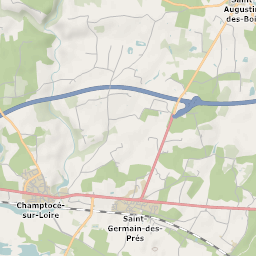 Saint-
Augustin-
des-Bois
Champtocé-
sur-Loire
Saint-
Germain-des-
Prés